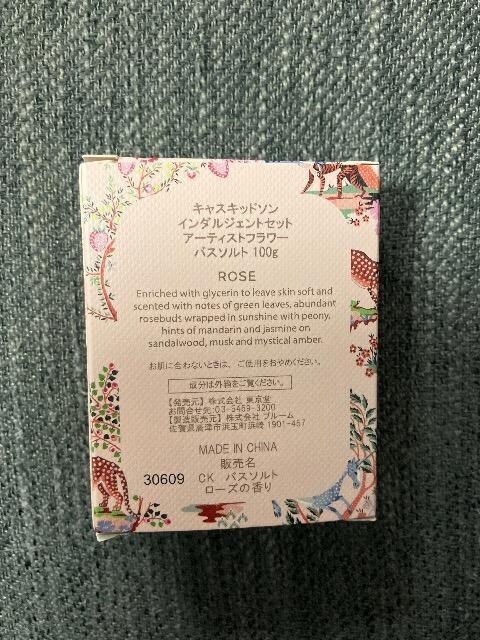 キャスキッドソン
インダルジェントセット
アーティストフラワー
バスソルト 100g
ROSE
Enriched with glycerin to leave skin soft and
scented with notes of green leaves, abundant
rosebuds wrapped in sunshine with peony,
hints of mandarin and jasmine on
sandalwood, musk and mystical amber.
お肌に合わないときは、ご使用をおやめください。
成分は外箱をご覧ください。
【発売元】株式会社 東京堂
お問合せ先:03-5469-3200
【製造販売元】株式会社 ブルーム
佐賀県唐津市浜玉町浜崎 1901-457
MADE IN CHINA
販売名
30609 CK バスソルト
ローズの香り